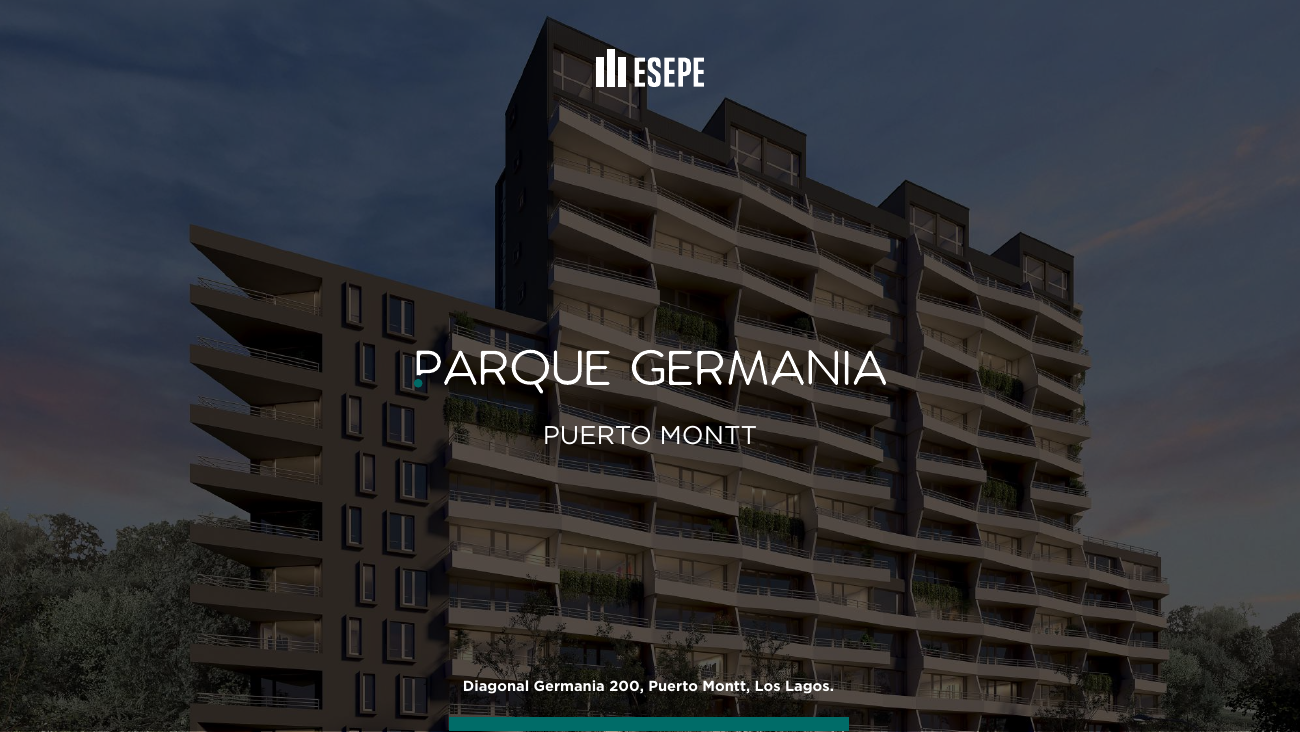 ESEPE
PARQUE GERMANIA
PUERTO MONTT
Diagonal Germania 200, Puerto Montt, Los Lagos.